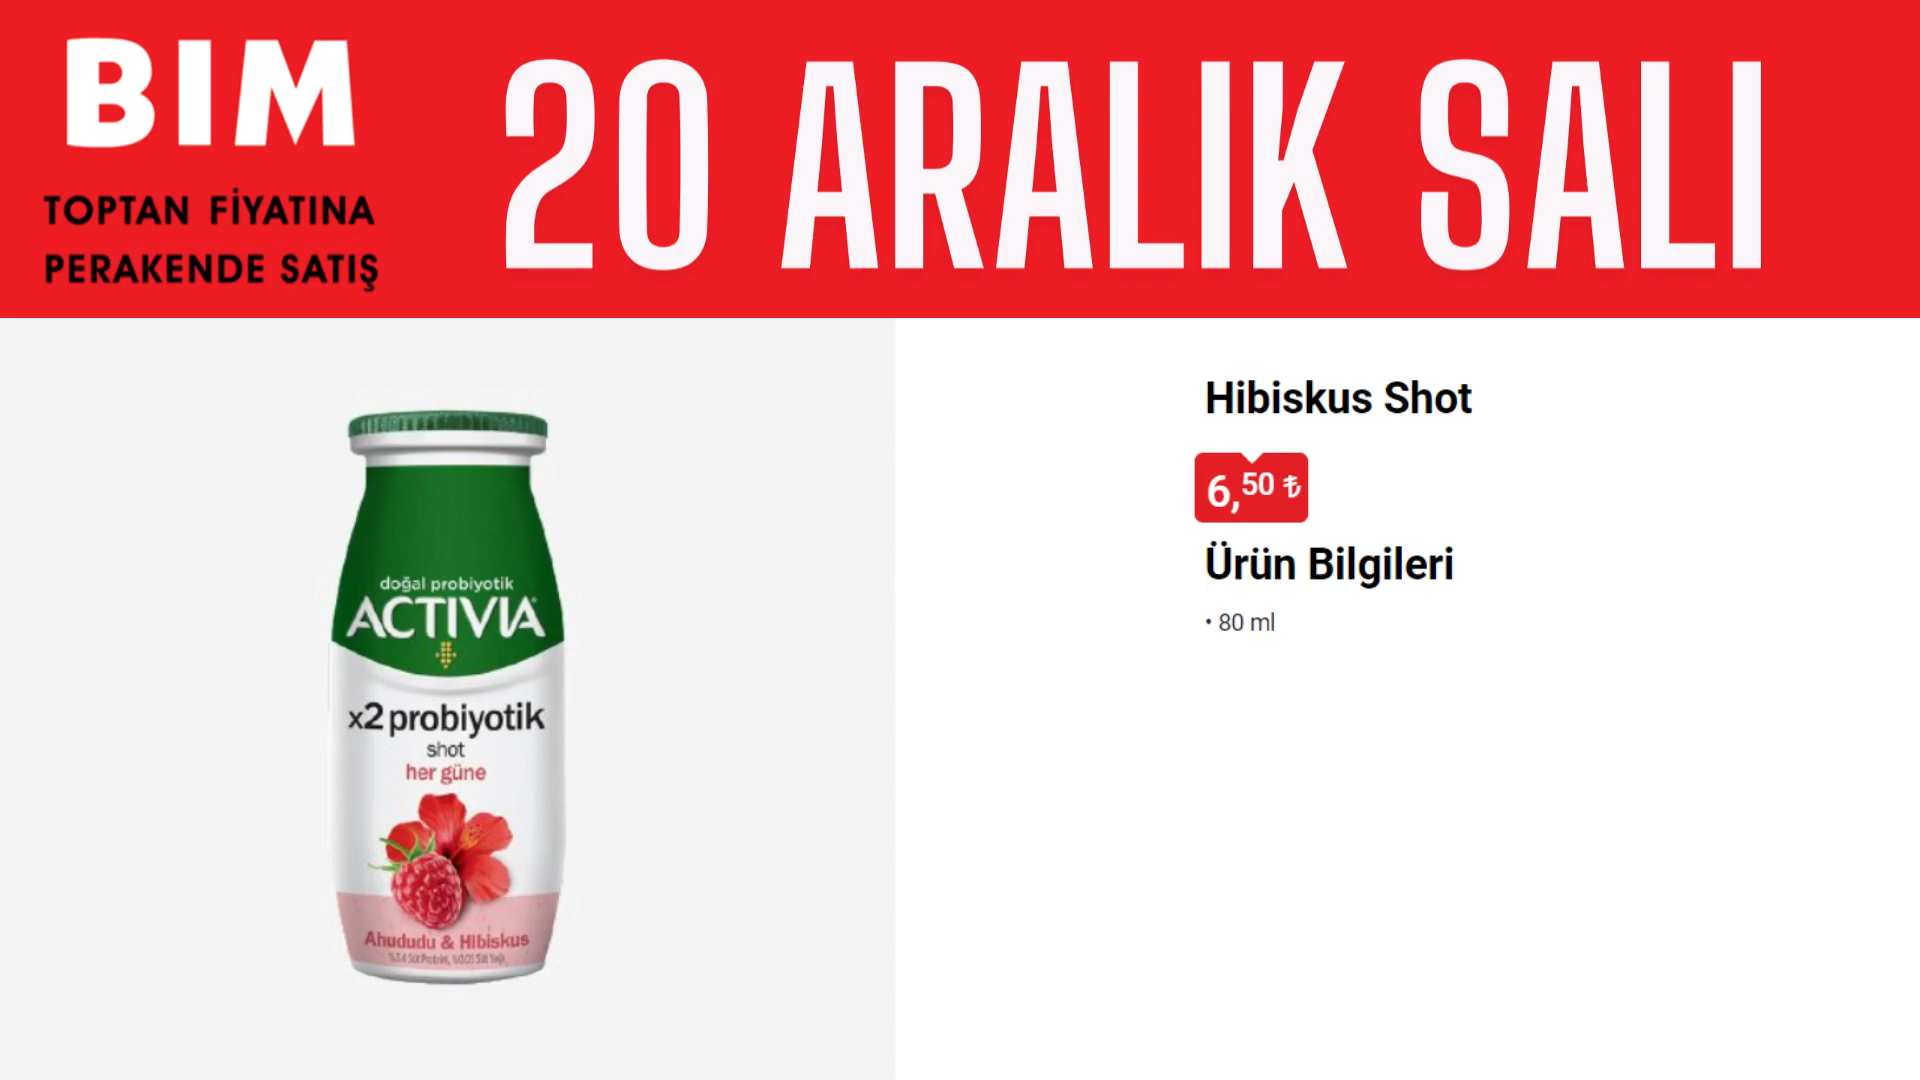 BIM
TOPTAN FİYATINA
PERAKENDE SATIŞ
20 ARALIK SALI
doğal probiyotik
ACTIVIA
x2 probiyotik
shot
her güne
Ahududu & Hibiskus
Hibiskus Shot
6,50 ₺
Ürün Bilgileri
• 80 ml